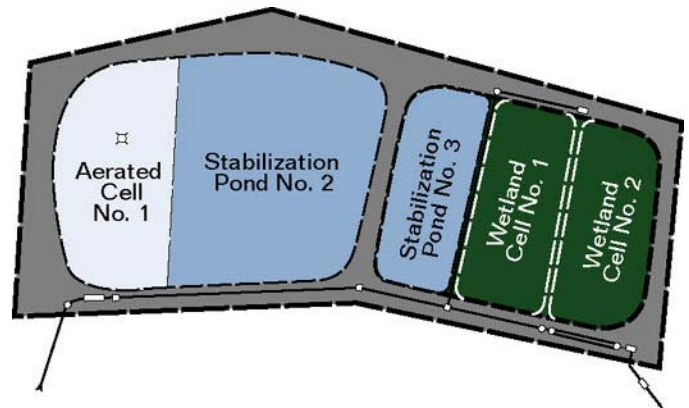 Aerated
Cell
No. 1
Stabilization
Pond No. 2
Stabilization
Pond No. 3
Wetland
Cell No. 1
Wetland
Cell No. 2